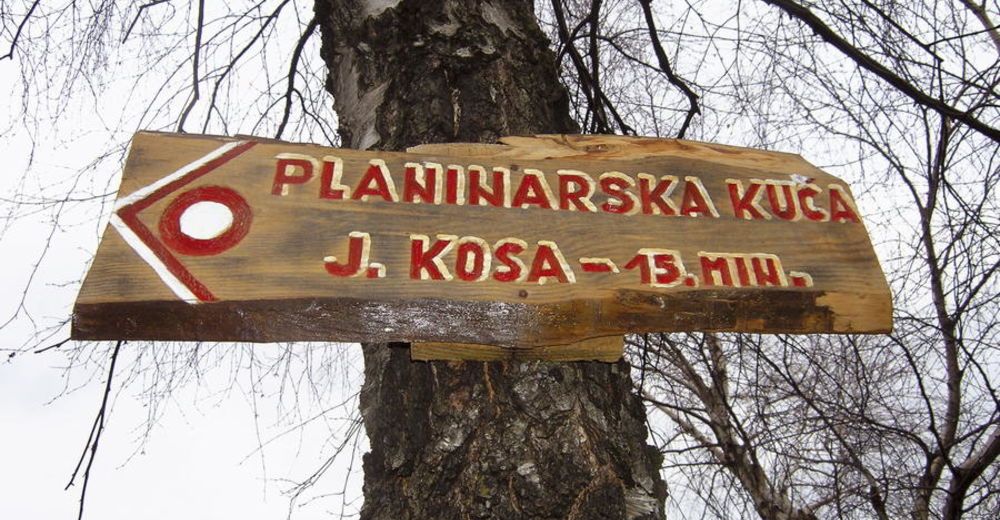 PLANINARSKA KUĆA
J. KOSA - 15. MIN.